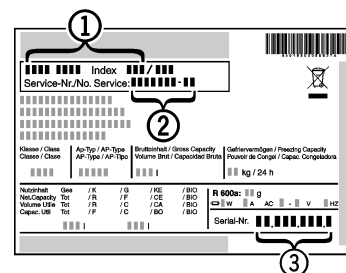 1
Index /
Service-Nr./No. Service: -
2
Klasse / Class
Classes / Clase
Ap-Typ / AP-Type
AP-Type / AP-Tipo
Bruttoinhalt / Gross Capacity
Volume Brut / Capacidad Bruta
Gefriervermögen / Freezing Capacity
Pouvoir de Congel / Capac. Congeladora
l
kg / 24 h
Nutzinhalt Ges / K / G / KE / BIO
Net.Capacity Tot / R / F / CE / BIO
Volume Utile Tot / R / C / CA / BIO
Capac. Util Tot / F / C / BO / BIO
l l
R 600a: g
W A AC - V HZ
Serial-Nr.
3